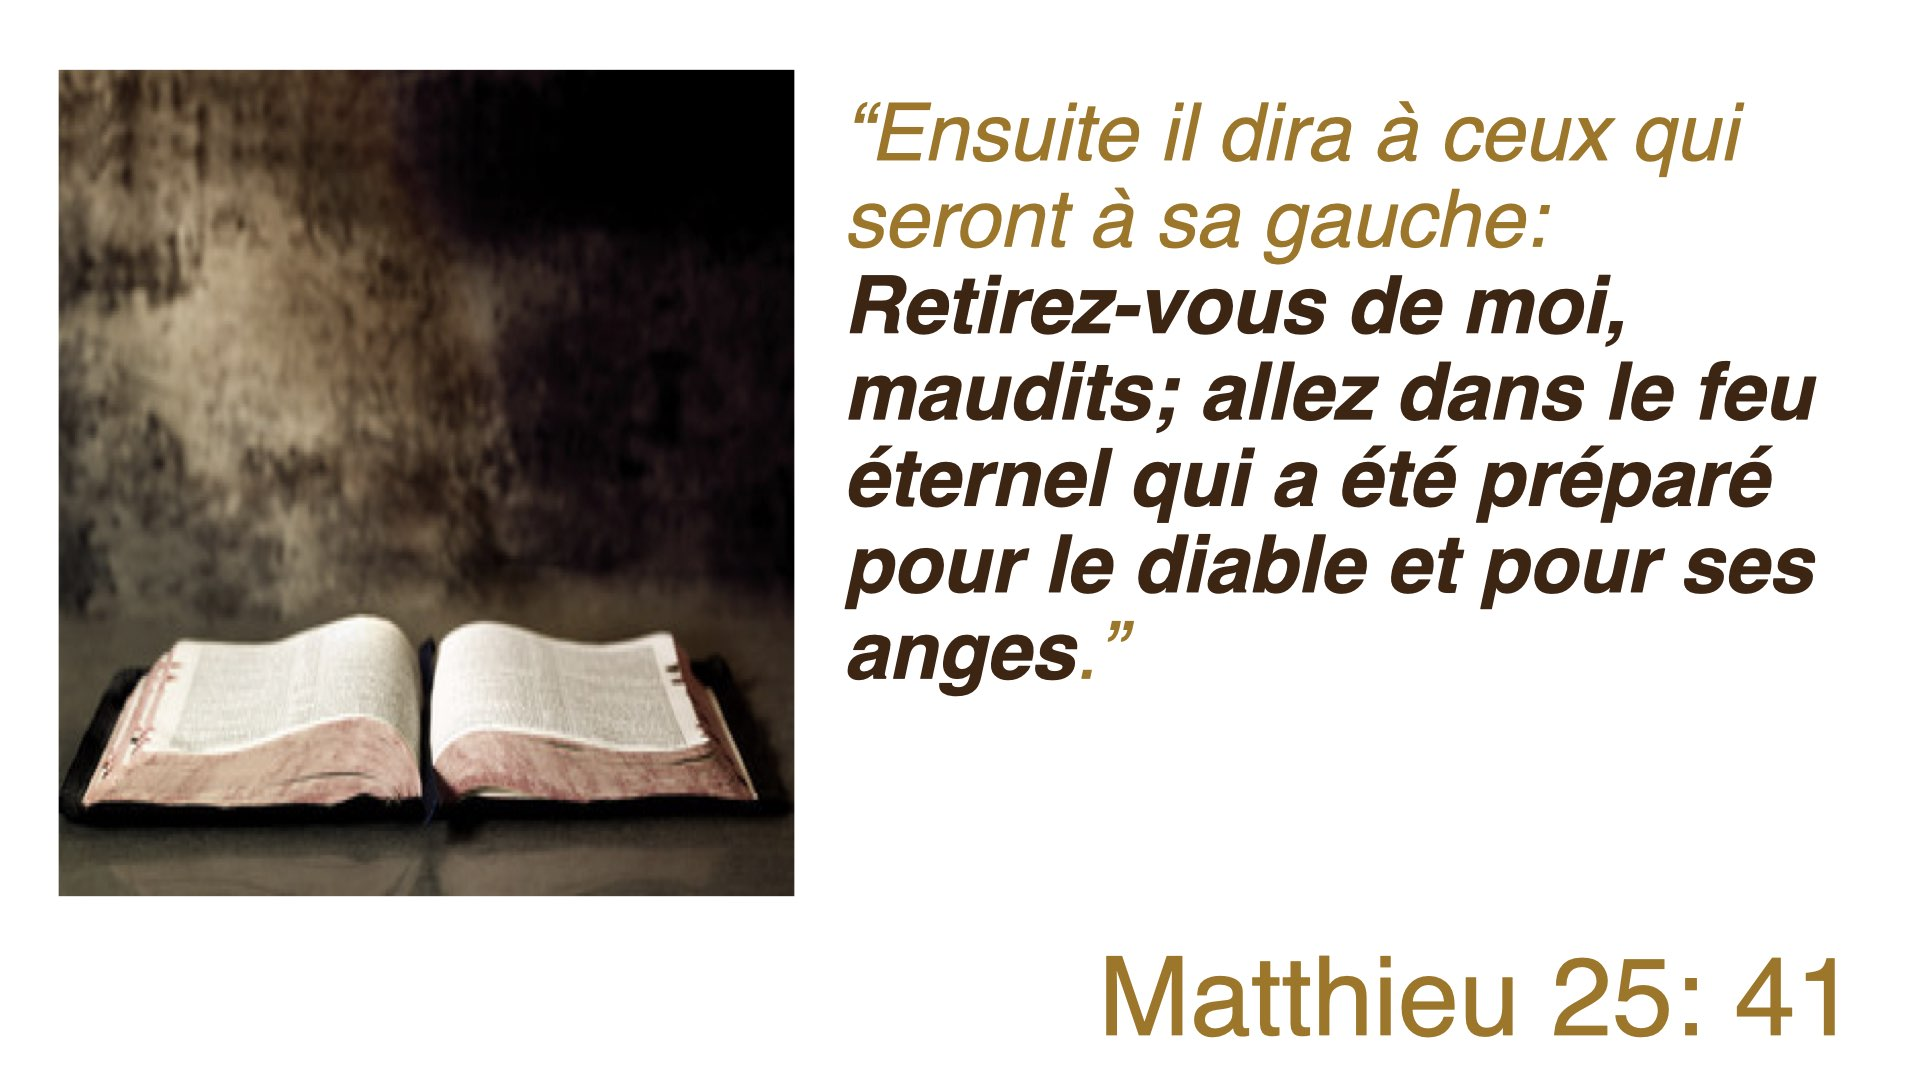 “Ensuite il dira à ceux qui
seront à sa gauche:
Retirez-vous de moi,
maudits; allez dans le feu
éternel qui a été préparé
pour le diable et pour ses
anges.”
Matthieu 25: 41